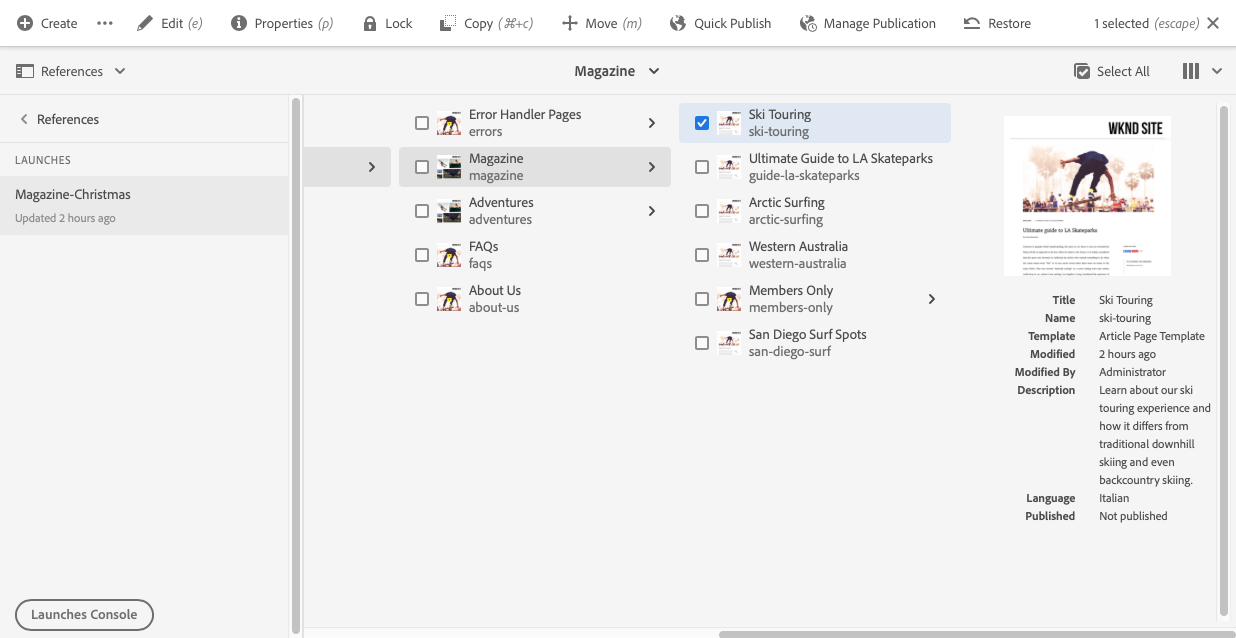 Create ••• Edit (e) Properties (p) Lock Copy (⌘+c) Move (m) Quick Publish Manage Publication Restore 1 selected (escape)
References Magazine Select All
References
LAUNCHES
Magazine-Christmas
Updated 2 hours ago
Launches Console
Error Handler Pages
errors
Magazine
magazine
Adventures
adventures
FAQs
faqs
About Us
about-us
Ski Touring
ski-touring
Ultimate Guide to LA Skateparks
guide-la-skateparks
Arctic Surfing
arctic-surfing
Western Australia
western-australia
Members Only
members-only
San Diego Surf Spots
san-diego-surf
WKND SITE
Ultimate guide to LA Skateparks
Title Ski Touring
Name ski-touring
Template Article Page Template
Modified 2 hours ago
Modified By Administrator
Description Learn about our ski
touring experience and
how it differs from
traditional downhill
skiing and even
backcountry skiing.
Language Italian
Published Not published